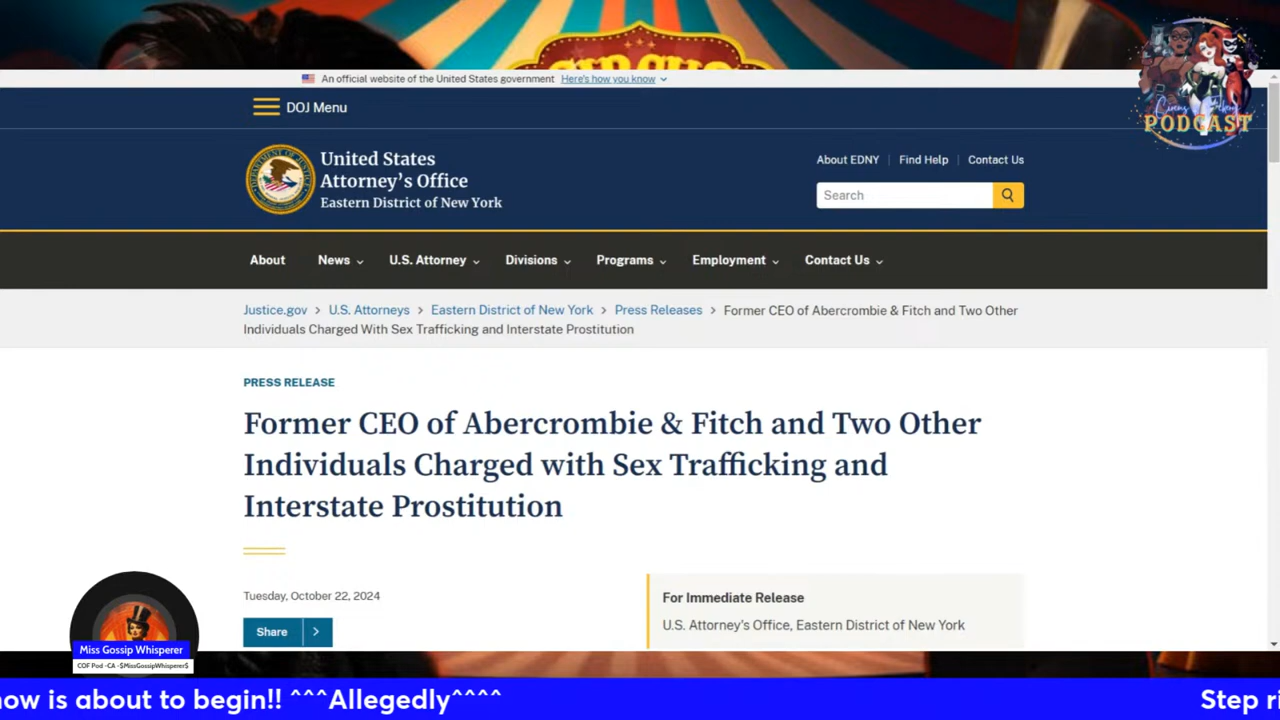 An official website of the United States government Here's how you know
DOJ Menu
PODCAST
United States
Attorney's Office
Eastern District of New York
About EDNY
Find Help
Contact Us
Search
About News U.S. Attorney Divisions Programs Employment Contact Us
Justice.gov > U.S. Attorneys > Eastern District of New York > Press Releases > Former CEO of Abercrombie & Fitch and Two Other
Individuals Charged With Sex Trafficking and Interstate Prostitution
PRESS RELEASE
Former CEO of Abercrombie & Fitch and Two Other
Individuals Charged with Sex Trafficking and
Interstate Prostitution
Tuesday, October 22, 2024
Share
For Immediate Release
U.S. Attorney's Office, Eastern District of New York
Miss Gossip Whisperer
COF Pod -CA -$MissGossipWhisperer$
now is about to begin!! ^^^Allegedly^^^^
Step ri